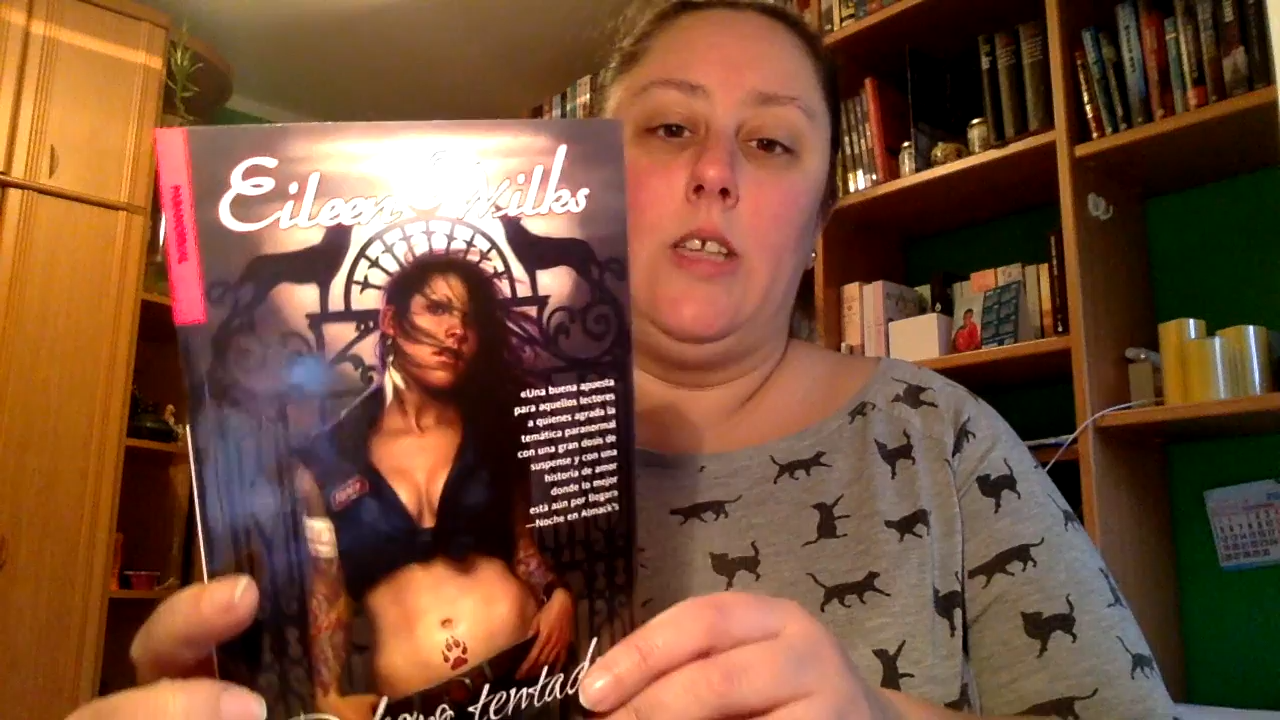 Eileen Wilks
«Una buena apuesta
para aquellos lectores
a quienes agrada la
temática paranormal
con una gran dosis de
suspense y con una
historia de amor
donde lo mejor
está aún por llegar»
—Noche en Almack's